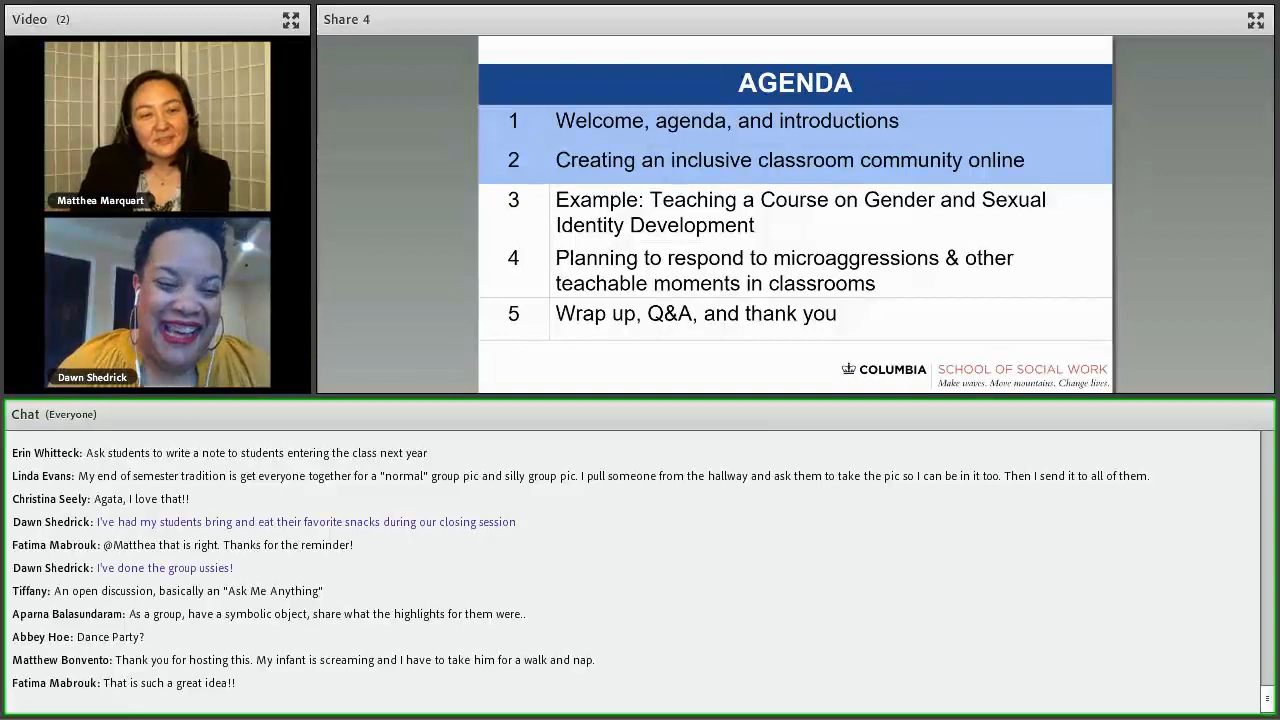 Video (2)
Matthea Marquart
Dawn Shedrick
Share 4
AGENDA
1 Welcome, agenda, and introductions
2 Creating an inclusive classroom community online
3 Example: Teaching a Course on Gender and Sexual
Identity Development
4 Planning to respond to microaggressions & other
teachable moments in classrooms
5 Wrap up, Q&A, and thank you
COLUMBIA SCHOOL OF SOCIAL WORK
Make waves. Move mountains. Change lives.
Chat (Everyone)
Erin Whitteck: Ask students to write a note to students entering the class next year
Linda Evans: My end of semester tradition is get everyone together for a "normal" group pic and silly group pic. I pull someone from the hallway and ask them to take the pic so I can be in it too. Then I send it to all of them.
Christina Seely: Agata, I love that!!
Dawn Shedrick: I've had my students bring and eat their favorite snacks during our closing session
Fatima Mabrouk: @Matthea that is right. Thanks for the reminder!
Dawn Shedrick: I've done the group ussies!
Tiffany: An open discussion, basically an "Ask Me Anything"
Aparna Balasundaram: As a group, have a symbolic object, share what the highlights for them were..
Abbey Hoe: Dance Party?
Matthew Bonvento: Thank you for hosting this. My infant is screaming and I have to take him for a walk and nap.
Fatima Mabrouk: That is such a great idea!!